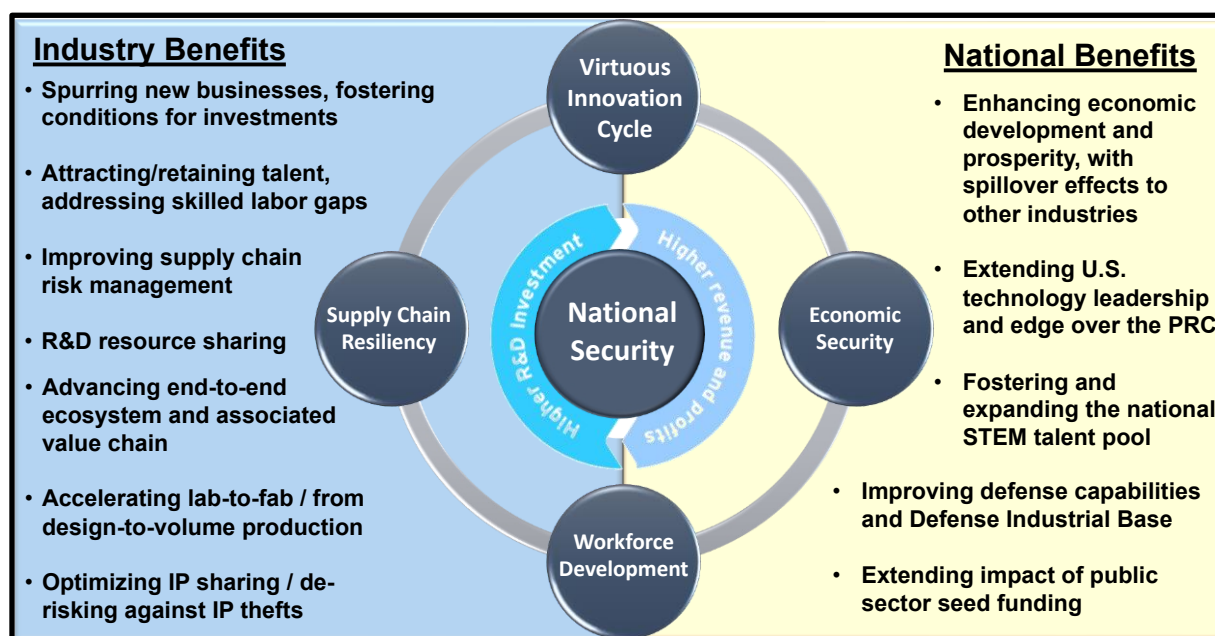 Industry Benefits
• Spurring new businesses, fostering
conditions for investments
• Attracting/retaining talent,
addressing skilled labor gaps
• Improving supply chain
risk management
• R&D resource sharing
• Advancing end-to-end
ecosystem and associated
value chain
• Accelerating lab-to-fab / from
design-to-volume production
• Optimizing IP sharing / de-
risking against IP thefts
Virtuous
Innovation
Cycle
Supply Chain
Resiliency
Higher R&D Investment
National
Security
Higher revenue and profits
Economic
Security
Workforce
Development
National Benefits
• Enhancing economic
development and
prosperity, with
spillover effects to
other industries
• Extending U.S.
technology leadership
and edge over the PRC
• Fostering and
expanding the national
STEM talent pool
• Improving defense capabilities
and Defense Industrial Base
• Extending impact of public
sector seed funding